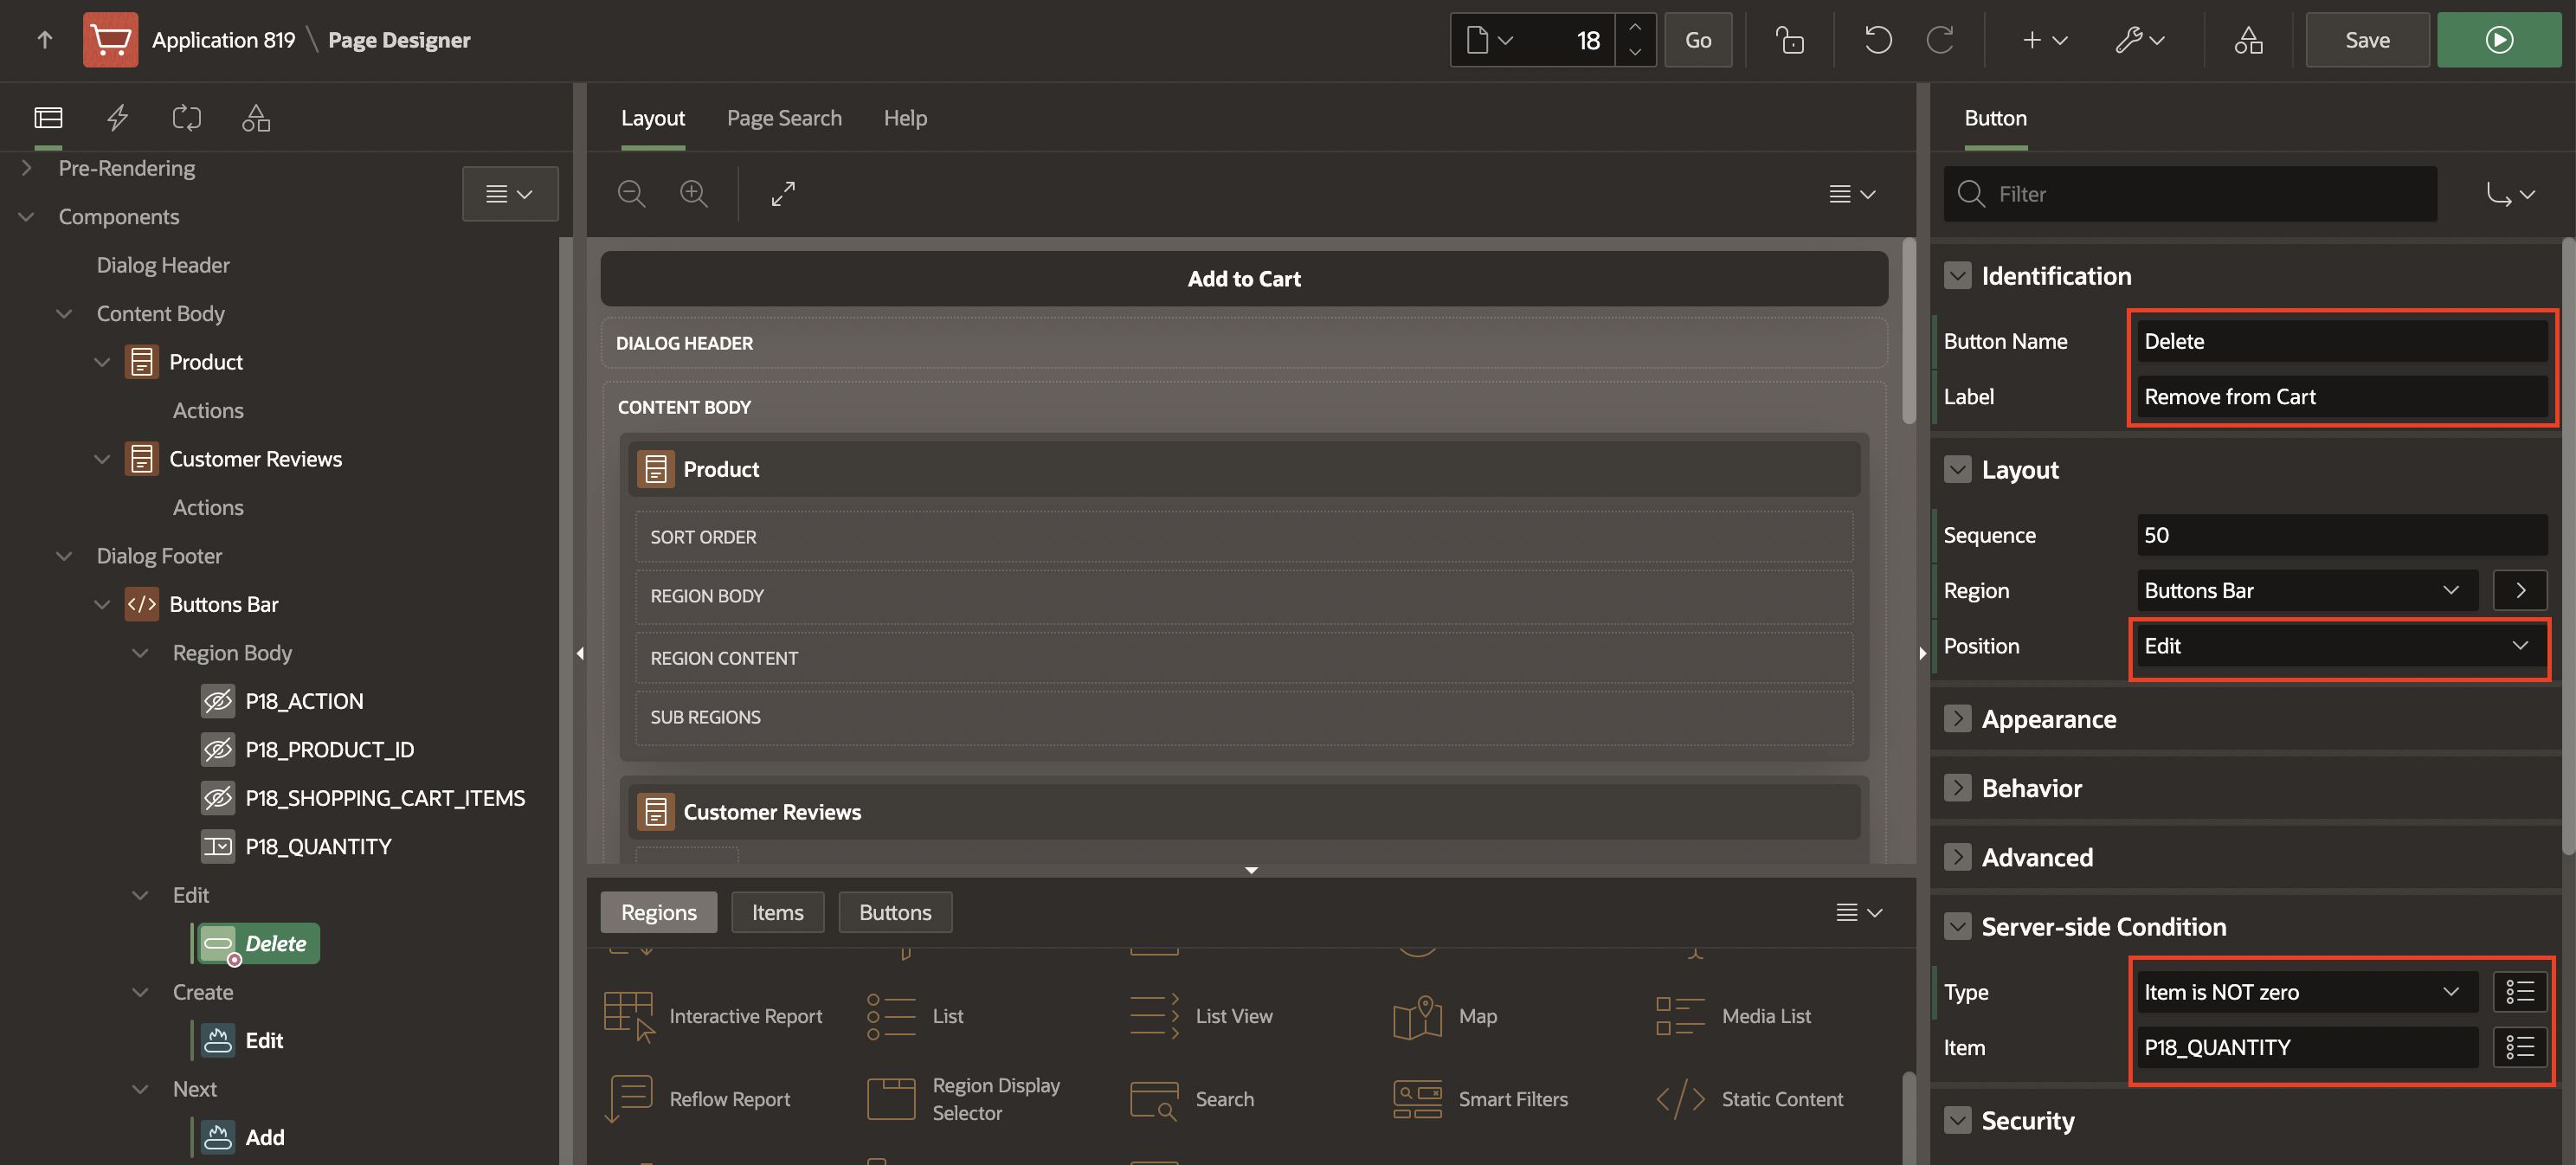 Application 819 \ Page Designer
18
Go
Save
Pre-Rendering
Components
Dialog Header
Content Body
Product
Actions
Customer Reviews
Actions
Dialog Footer
Buttons Bar
Region Body
P18_ACTION
P18_PRODUCT_ID
P18_SHOPPING_CART_ITEMS
P18_QUANTITY
Edit
Delete
Create
Edit
Next
Add
Layout
Page Search
Help
Add to Cart
DIALOG HEADER
CONTENT BODY
Product
SORT ORDER
REGION BODY
REGION CONTENT
SUB REGIONS
Customer Reviews
Regions
Items
Buttons
Interactive Report
List
List View
Map
Media List
Reflow Report
Region Display
Selector
Search
Smart Filters
Static Content
Button
Filter
Identification
Button Name
Delete
Label
Remove from Cart
Layout
Sequence
50
Region
Buttons Bar
Position
Edit
Appearance
Behavior
Advanced
Server-side Condition
Type
Item is NOT zero
Item
P18_QUANTITY
Security